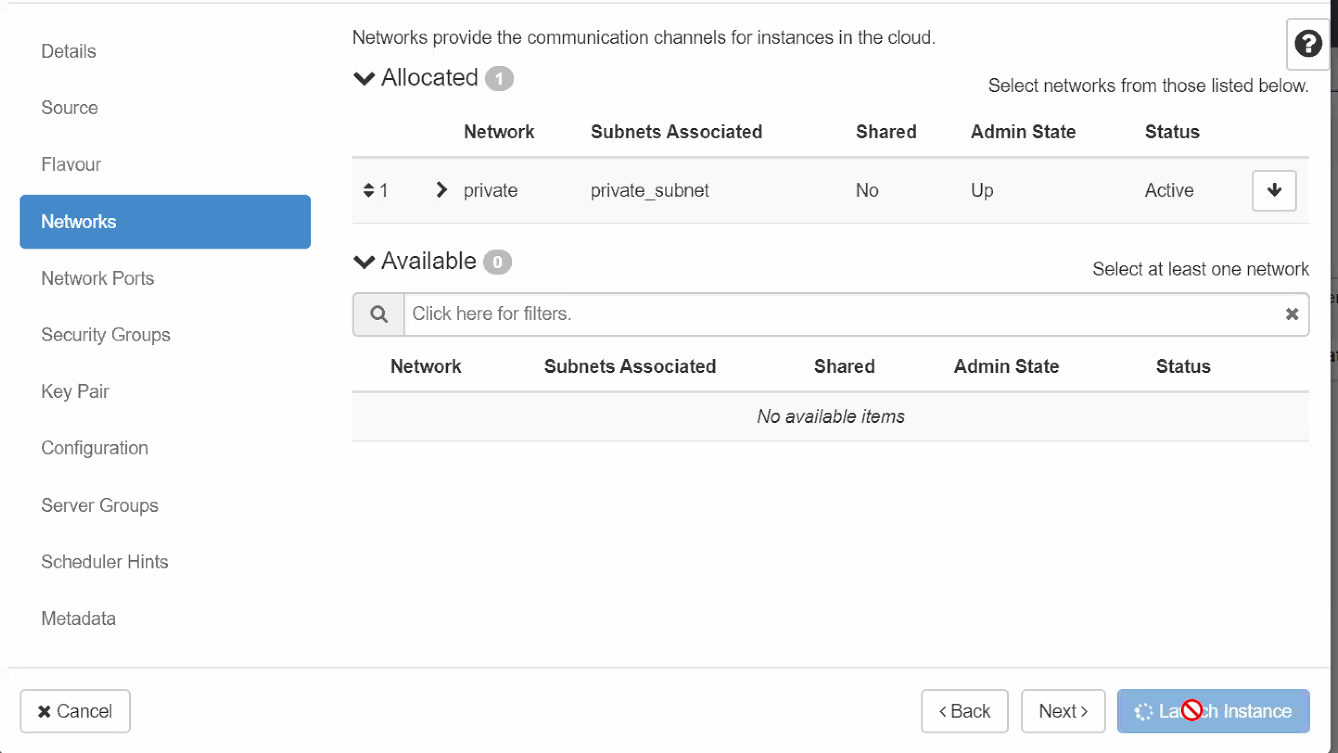 Networks provide the communication channels for instances in the cloud.
Details
Source
Flavour
Networks
Network Ports
Security Groups
Key Pair
Configuration
Server Groups
Scheduler Hints
Metadata
Allocated 1
Select networks from those listed below.
Network Subnets Associated Shared Admin State Status
1 private private_subnet No Up Active
Available 0
Select at least one network
Click here for filters.
Network Subnets Associated Shared Admin State Status
No available items
Cancel
< Back
Next >
Instance